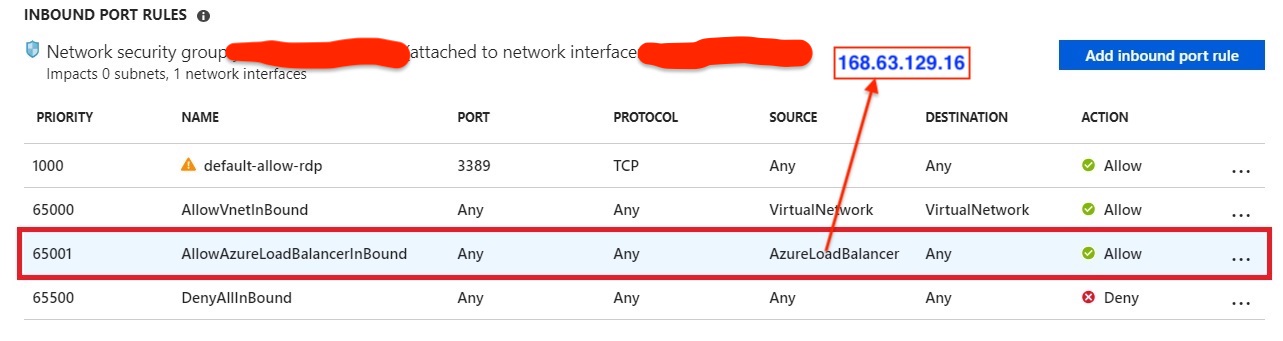 INBOUND PORT RULES
Network security group attached to network interface
168.63.129.16
Add inbound port rule
Impacts 0 subnets, 1 network interfaces
PRIORITY NAME PORT PROTOCOL SOURCE DESTINATION ACTION
1000 default-allow-rdp 3389 TCP Any Any Allow ...
65000 AllowVnetInBound Any Any VirtualNetwork VirtualNetwork Allow ...
65001 AllowAzureLoadBalancerInBound Any Any AzureLoadBalancer Any Allow ...
65500 DenyAllInBound Any Any Any Any Deny ...